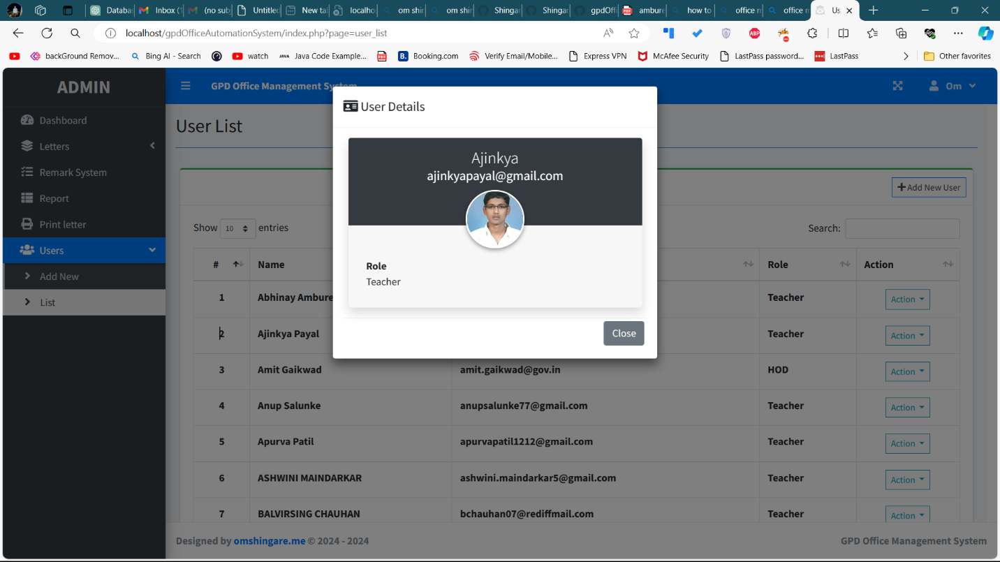 Databas
Inbox (1
(no sub
Untitled
New tal
localho
om shir
om shir
Shingar
Shingar
gpdOffi
ambure
how to
office n
office m
Us
localhost/gpdOfficeAutomationSystem/index.php?page=user_list
backGround Remov...
Bing AI - Search
watch
Java Code Example...
Booking.com
Verify Email/Mobile...
Express VPN
McAfee Security
LastPass password...
LastPass
Other favorites
ADMIN
GPD Office Management System
Om
Dashboard
Letters
Remark System
Report
Print letter
Users
Add New
List
User List
Add New User
Show 10 entries
Search:
# Name Role Action
1 Abhinay Ambure Teacher Action
2 Ajinkya Payal Teacher Action
3 Amit Gaikwad amit.gaikwad@gov.in HOD Action
4 Anup Salunke anupsalunke77@gmail.com Teacher Action
5 Apurva Patil apurvapatil1212@gmail.com Teacher Action
6 ASHWINI MAINDARKAR ashwini.maindarkar5@gmail.com Teacher Action
7 BALVIRSING CHAUHAN bchauhan07@rediffmail.com Teacher Action
User Details
Ajinkya
ajinkyapayal@gmail.com
Role
Teacher
Close
Designed by omshingare.me © 2024 - 2024
GPD Office Management System